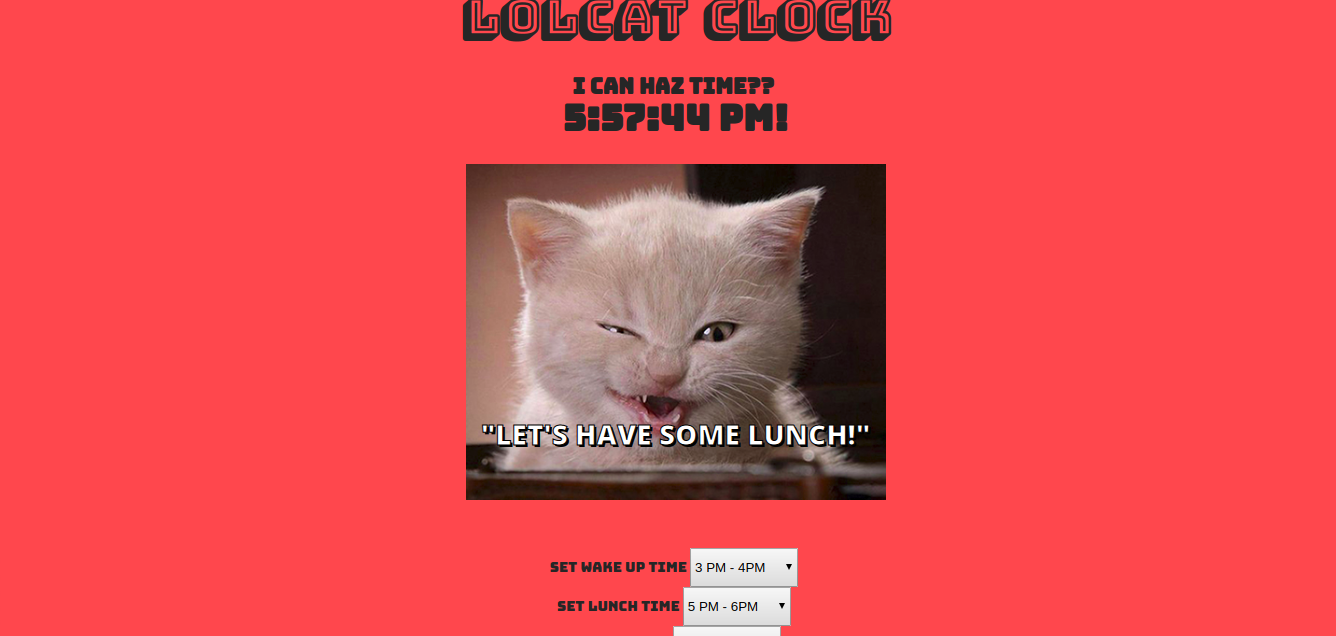 LOLCAT CLOCK
I CAN HAZ TIME??
5:57:44 PM!
"LET'S HAVE SOME LUNCH!"
SET WAKE UP TIME 3 PM - 4PM
SET LUNCH TIME 5 PM - 6PM